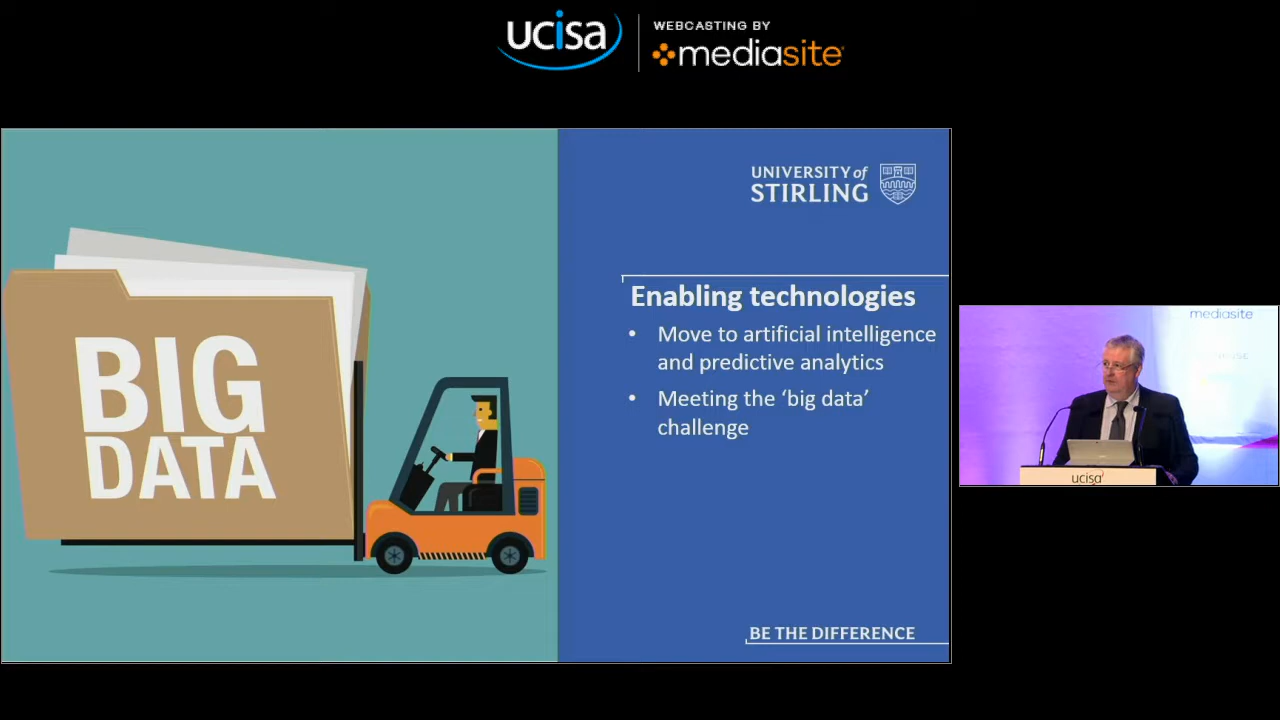 ucisa
WEBCASTING BY
mediasite
UNIVERSITY of
STIRLING
Enabling technologies
• Move to artificial intelligence
and predictive analytics
• Meeting the ‘big data’
challenge
BIG
DATA
BE THE DIFFERENCE
mediasite
ucisa